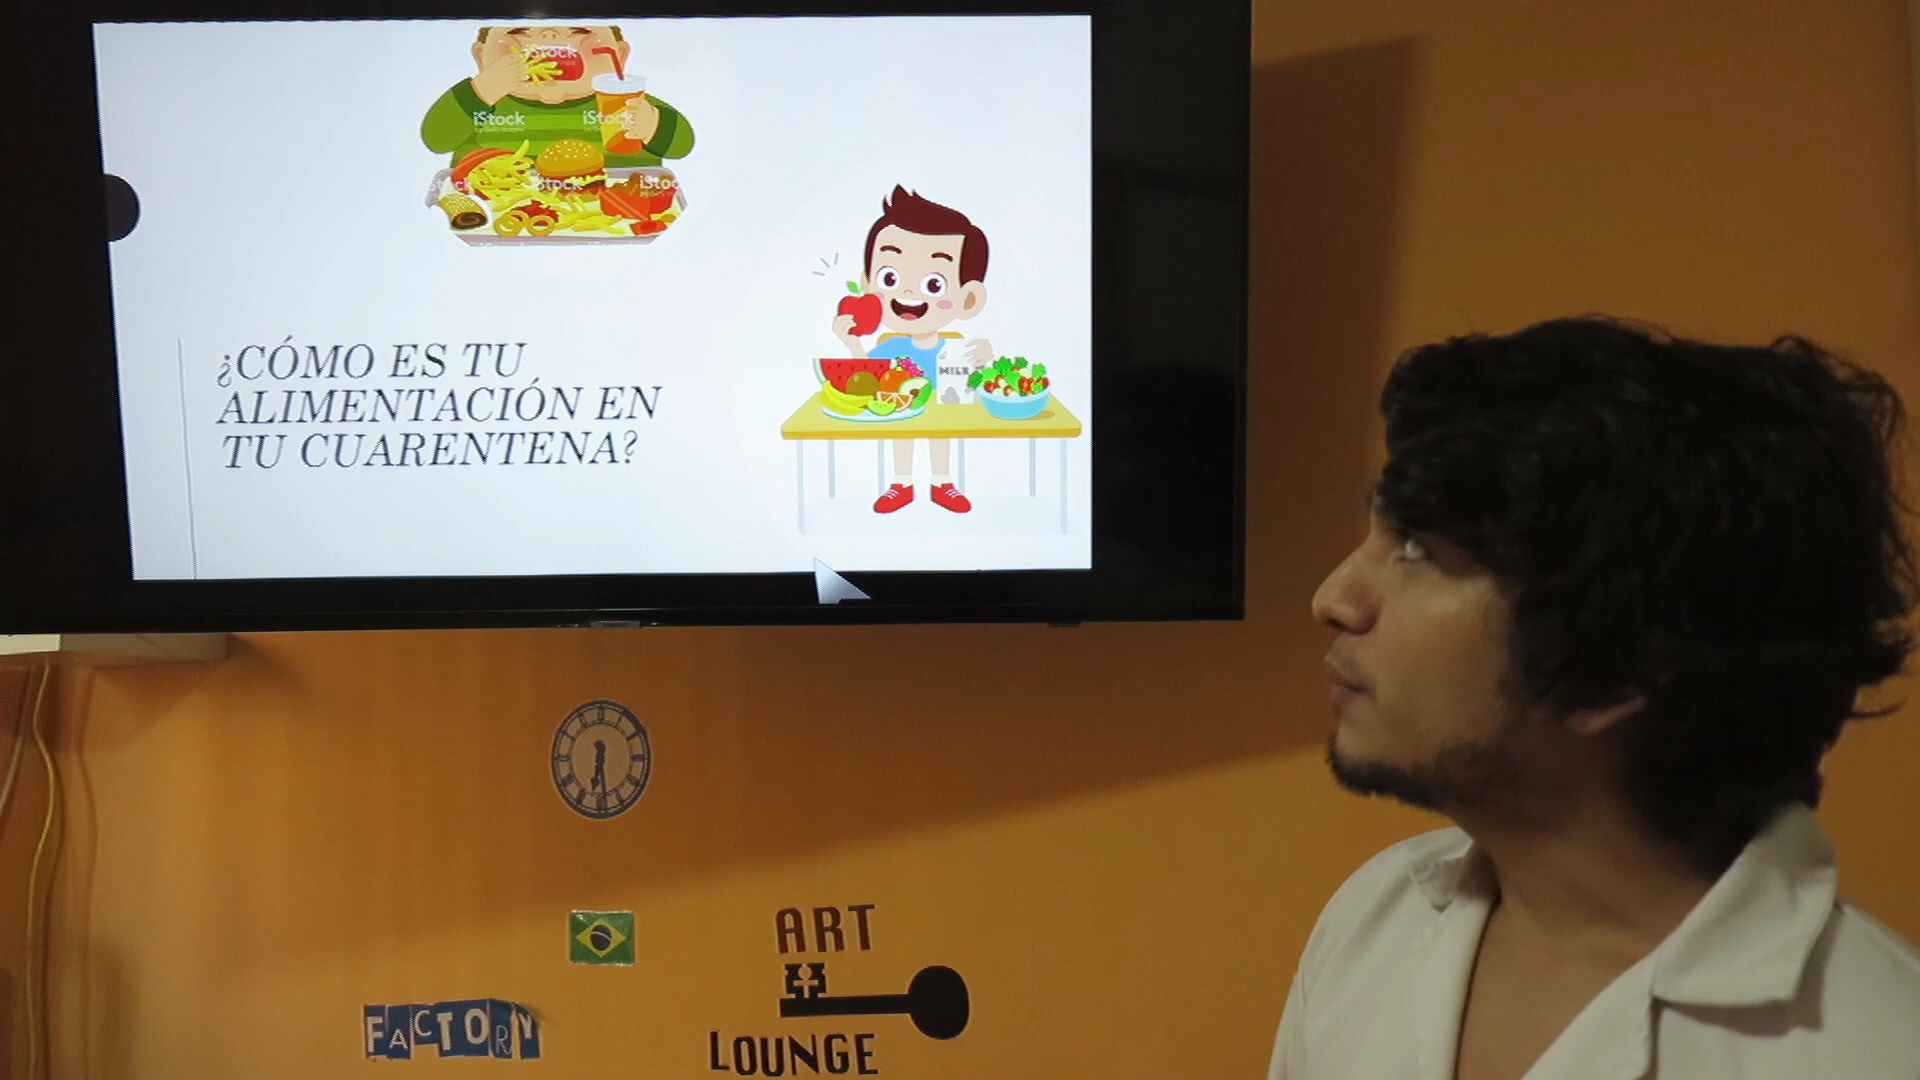 iStock
iStock
iStock
iStock
MILK
¿CÓMO ES TU
ALIMENTACIÓN EN
TU CUARENTENA?
ART
LOUNGE
FACTORY